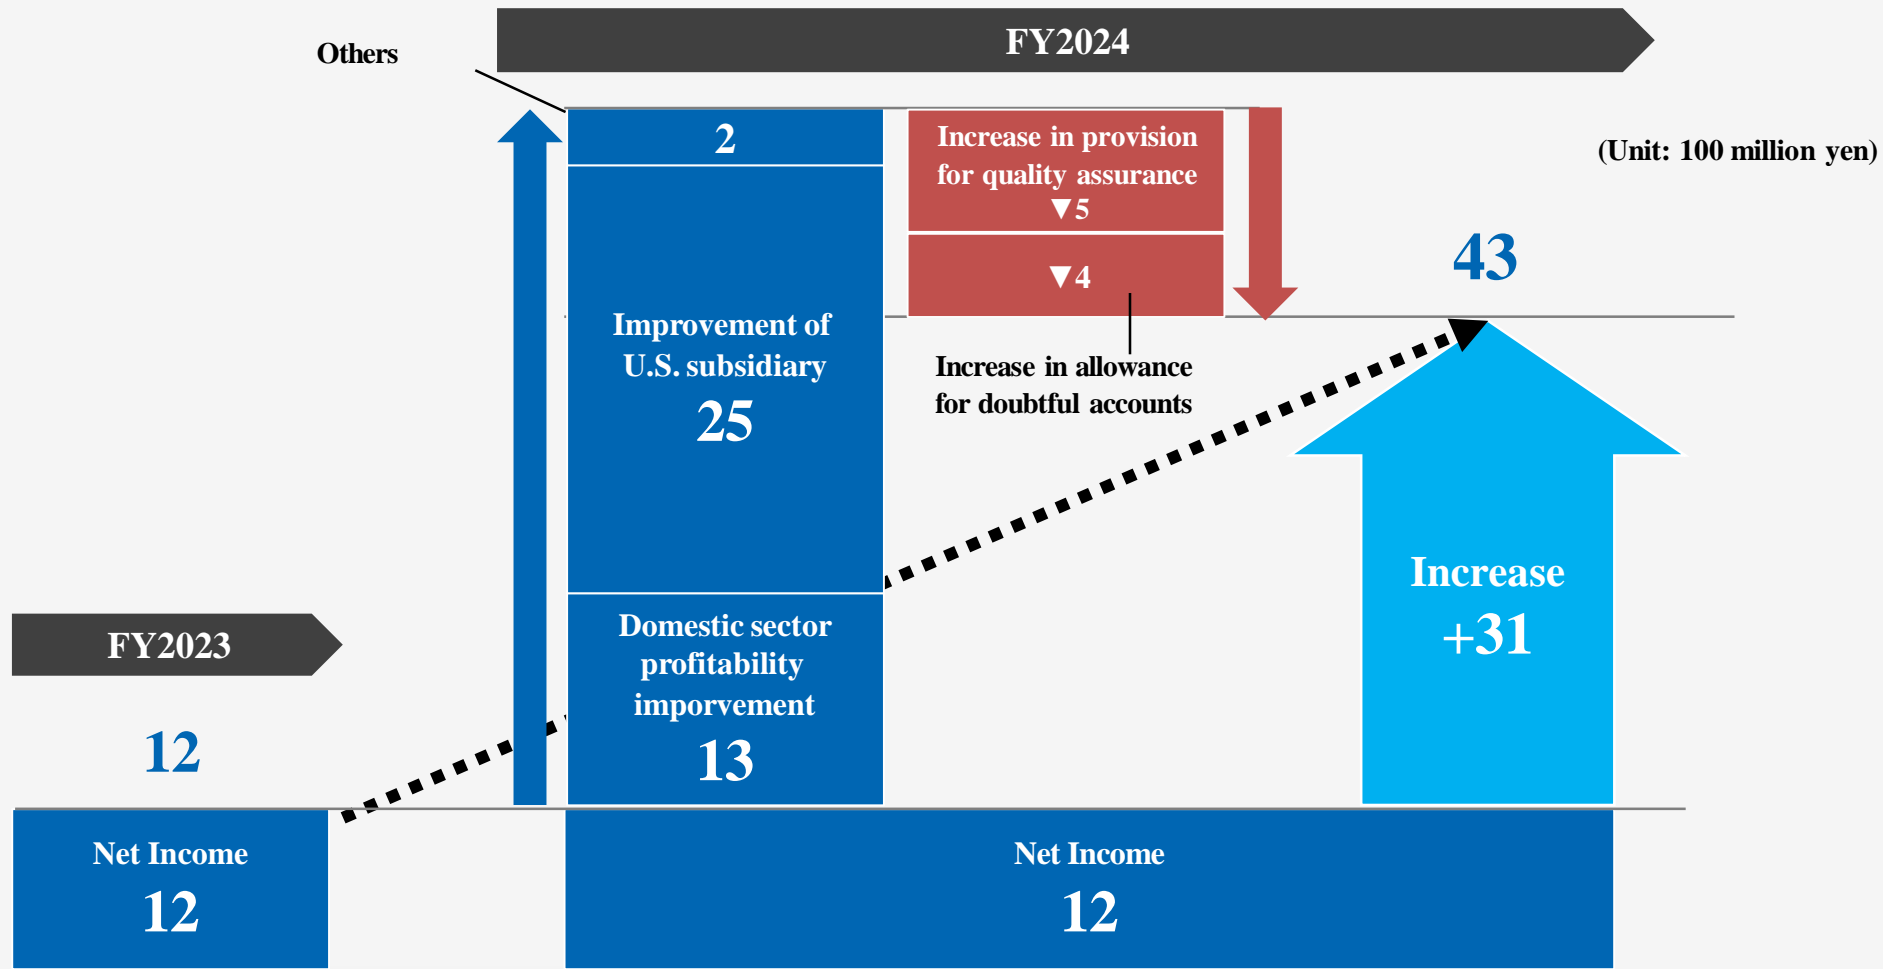 FY2024
Others
(Unit: 100 million yen)
2
Increase in provision
for quality assurance
▼5
▼4
Increase in allowance
for doubtful accounts
Improvement of
U.S. subsidiary
25
Domestic sector
profitability
imporvement
13
43
Increase
+31
FY2023
12
Net Income
12
Net Income
12